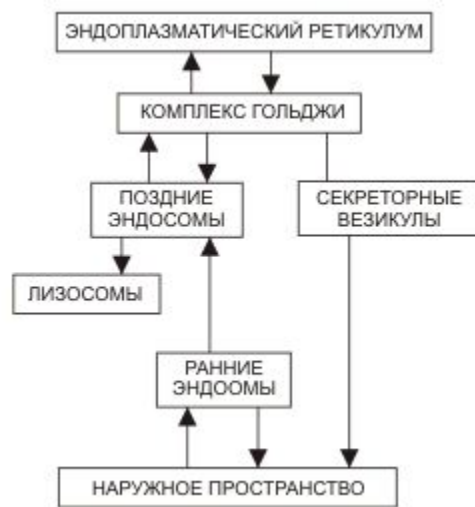 ЭНДОПЛАЗМАТИЧЕСКИЙ РЕТИКУЛУМ
КОМПЛЕКС ГОЛЬДЖИ
ПОЗДНИЕ
ЭНДОСОМЫ
СЕКРЕТОРНЫЕ
ВЕЗИКУЛЫ
ЛИЗОСОМЫ
РАННИЕ
ЭНДООМЫ
НАРУЖНОЕ ПРОСТРАНСТВО